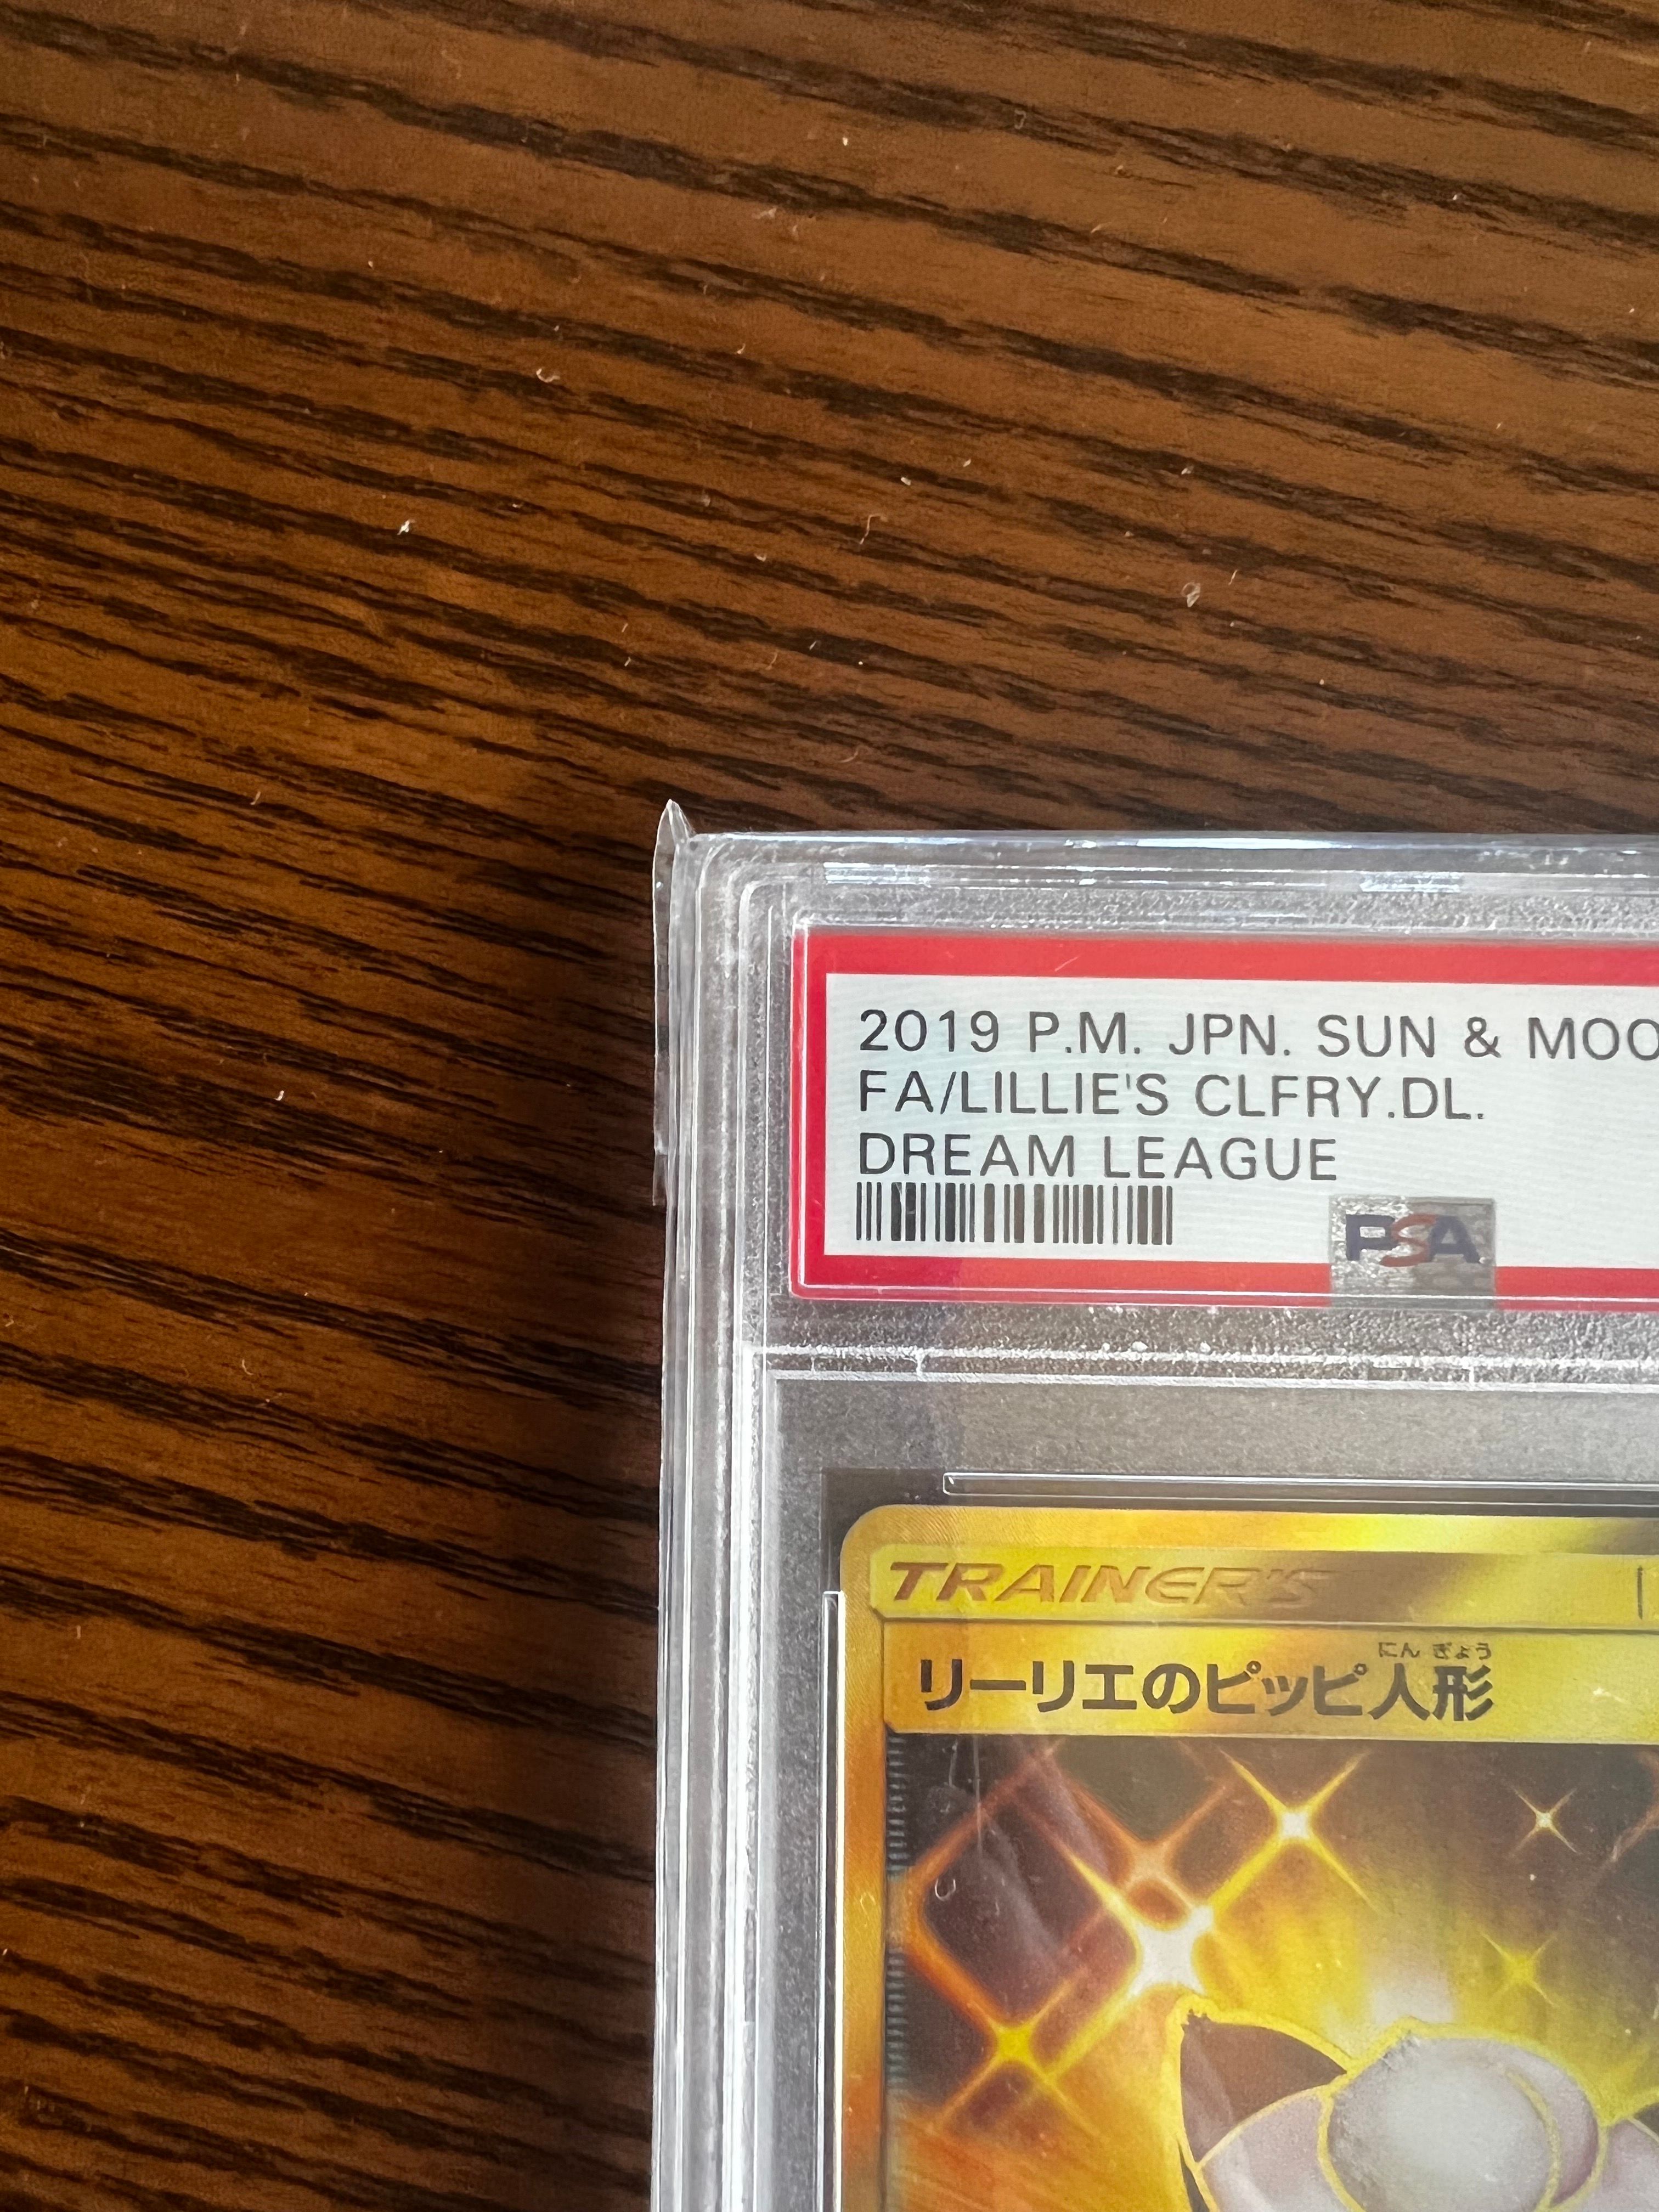 2019 P.M. JPN. SUN & MOO
FA/LILLIE'S CLFRY.DL.
DREAM LEAGUE
PSA
TRAINER'S
にんぎょう
リーリエのピッピ人形